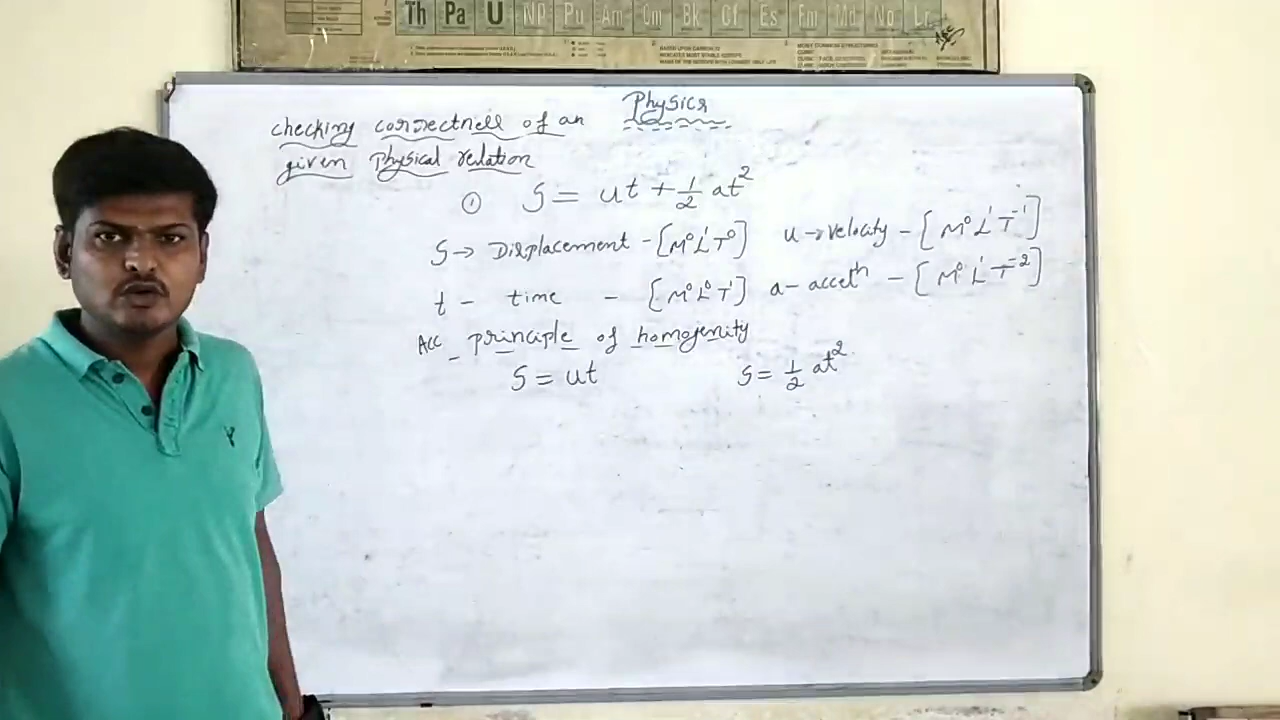 Th Pa U NP Pu Am Cm Bk Cf Es Fm Md No Lr
Physics
checking correctnell of an
given physical relation
① S = ut + 1/2 at²
S → Displacement - [M⁰L¹T⁰] u → velocity - [M⁰L¹T⁻¹]
t - time - [M⁰L⁰T¹] a - accelⁿ - [M⁰L¹T⁻²]
Acc - principle of homogenity
S = ut S = 1/2 at²